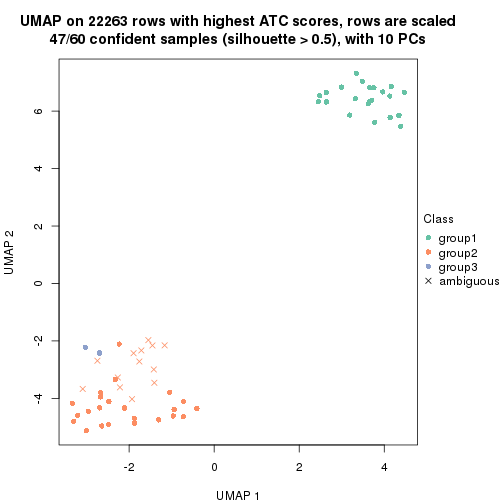 UMAP on 22263 rows with highest ATC scores, rows are scaled
47/60 confident samples (silhouette > 0.5), with 10 PCs
6
4
2
0
-2
-4
UMAP 2
-2
0
2
4
UMAP 1
Class
group1
group2
group3
ambiguous